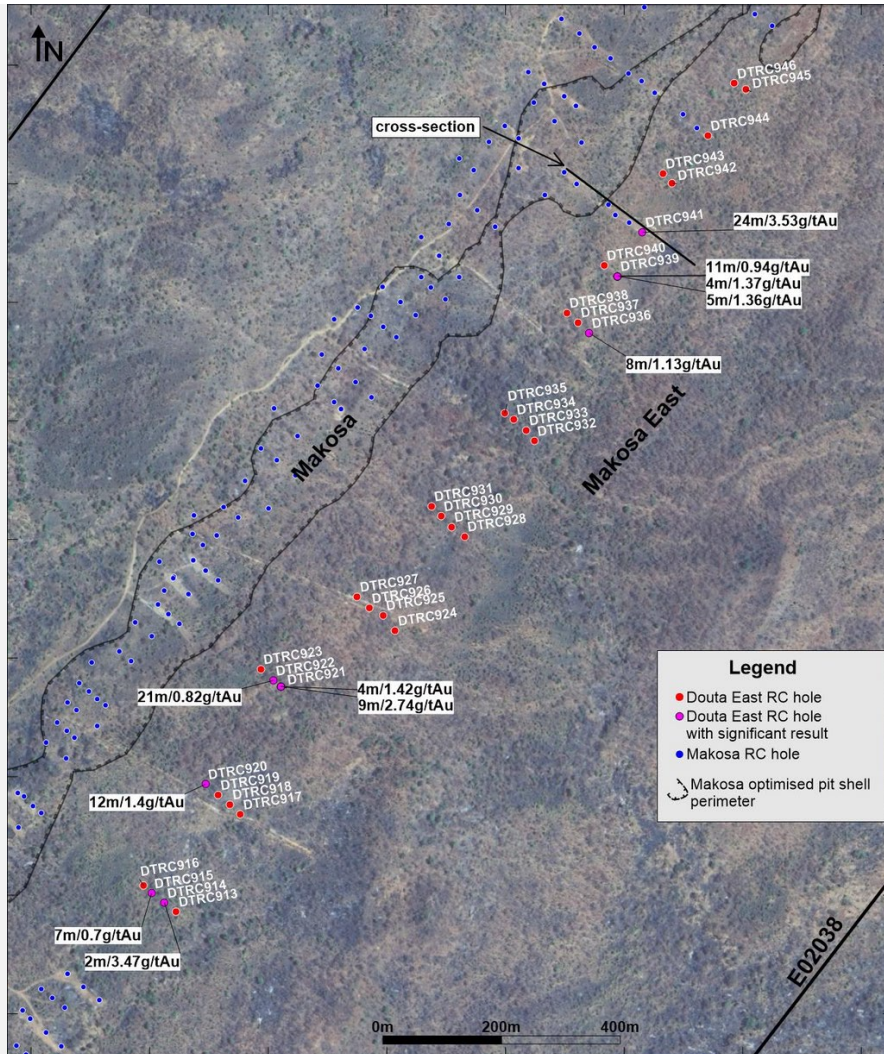 N
DTRC946
DTRC945
DTRC944
cross-section
DTRC943
DTRC942
DTRC941
24m/3.53g/tAu
DTRC940
DTRC939
11m/0.94g/tAu
4m/1.37g/tAu
5m/1.36g/tAu
DTRC938
DTRC937
DTRC936
8m/1.13g/tAu
DTRC935
DTRC934
DTRC933
DTRC932
Makosa
Makosa East
DTRC931
DTRC930
DTRC929
DTRC928
DTRC927
DTRC926
DTRC925
DTRC924
DTRC923
DTRC922
DTRC921
21m/0.82g/tAu
4m/1.42g/tAu
9m/2.74g/tAu
DTRC920
DTRC919
DTRC918
DTRC917
12m/1.4g/tAu
DTRC916
DTRC915
DTRC914
DTRC913
7m/0.7g/tAu
2m/3.47g/tAu
Legend
Douta East RC hole
Douta East RC hole
with significant result
Makosa RC hole
Makosa optimised pit shell
perimeter
E02038
0m
200m
400m